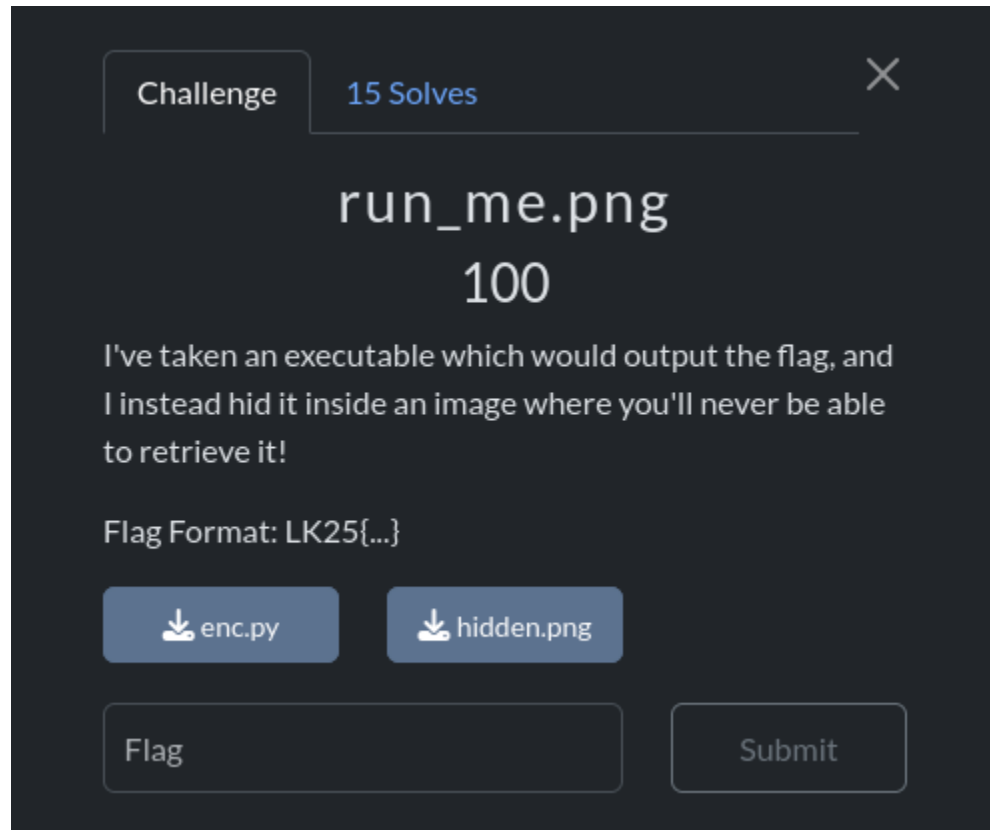 Challenge
15 Solves
run_me.png
100
I've taken an executable which would output the flag, and
I instead hid it inside an image where you'll never be able
to retrieve it!
Flag Format: LK25{...}
enc.py
hidden.png
Flag
Submit